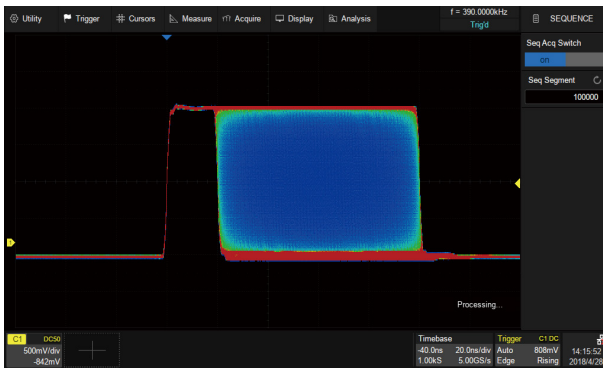 Utility Trigger Cursors Measure Acquire Display Analysis
f = 390.0000kHz
Trig'd
SEQUENCE
Seq Acq Switch
on
Seq Segment
100000
Processing...
C1 DC50
500mV/div
-842mV
Timebase
-40.0ns 20.0ns/div
1.00kS 5.00GS/s
Trigger C1 DC
Auto 808mV
Edge Rising
14:15:52
2018/4/28